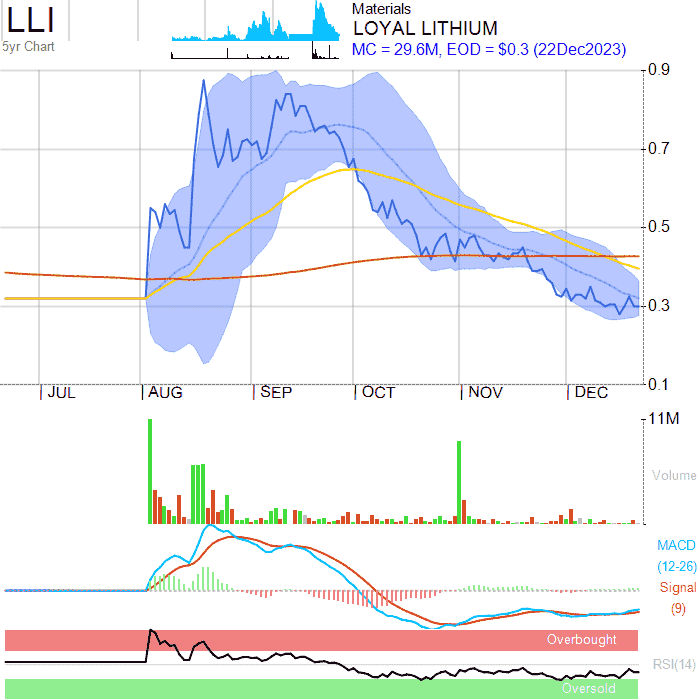 LLI
5yr Chart
Materials
LOYAL LITHIUM
MC = 29.6M, EOD = $0.3 (22Dec2023)
0.9
0.7
0.5
0.3
0.1
JUL AUG SEP OCT NOV DEC
11M
Volume
MACD
(12-26)
Signal
(9)
Overbought
RSI(14)
Oversold